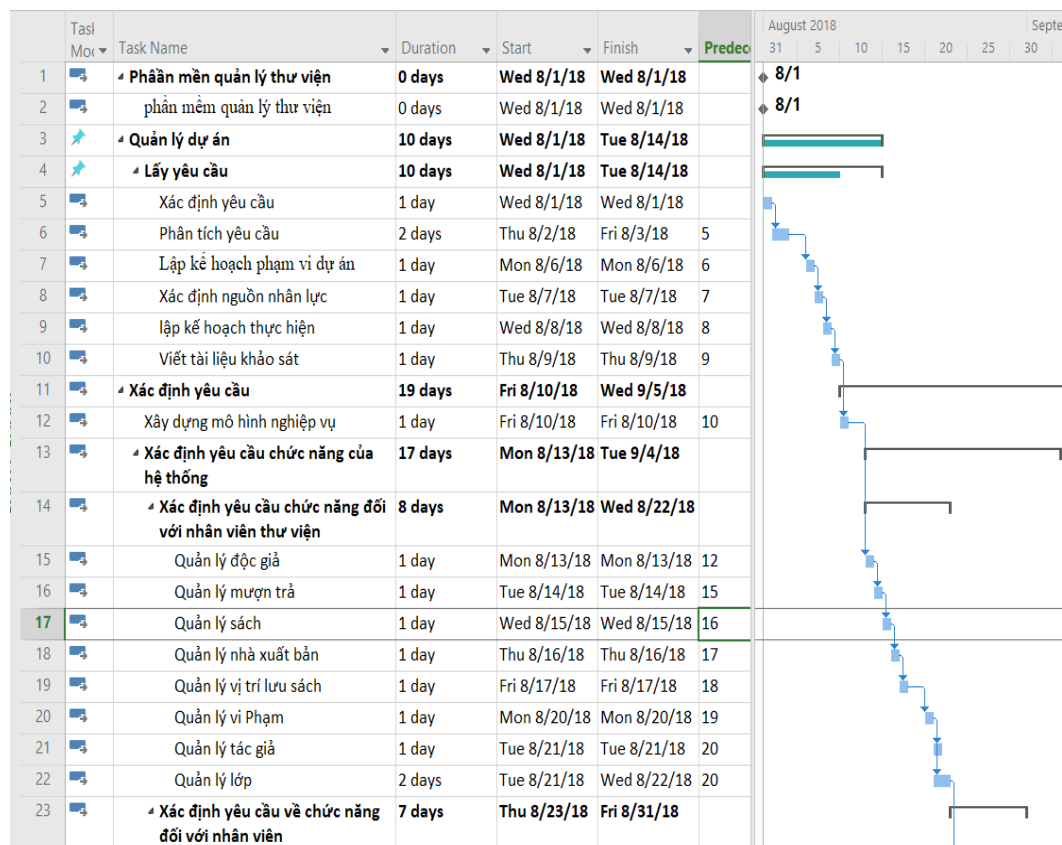 Task Mode Task Name Duration Start Finish Predece August 2018 Septe
31 5 10 15 20 25 30
1 Phâần mền quản lý thư viện 0 days Wed 8/1/18 Wed 8/1/18 8/1
2 phần mềm quản lý thư viện 0 days Wed 8/1/18 Wed 8/1/18 8/1
3 Quản lý dự án 10 days Wed 8/1/18 Tue 8/14/18
4 Lấy yêu cầu 10 days Wed 8/1/18 Tue 8/14/18
5 Xác định yêu cầu 1 day Wed 8/1/18 Wed 8/1/18
6 Phân tích yêu cầu 2 days Thu 8/2/18 Fri 8/3/18 5
7 Lập kế hoạch phạm vi dự án 1 day Mon 8/6/18 Mon 8/6/18 6
8 Xác định nguồn nhân lực 1 day Tue 8/7/18 Tue 8/7/18 7
9 lập kế hoạch thực hiện 1 day Wed 8/8/18 Wed 8/8/18 8
10 Viết tài liệu khảo sát 1 day Thu 8/9/18 Thu 8/9/18 9
11 Xác định yêu cầu 19 days Fri 8/10/18 Wed 9/5/18
12 Xây dựng mô hình nghiệp vụ 1 day Fri 8/10/18 Fri 8/10/18 10
13 Xác định yêu cầu chức năng của 17 days Mon 8/13/18 Tue 9/4/18
hệ thống
14 Xác định yêu cầu chức năng đối 8 days Mon 8/13/18 Wed 8/22/18
với nhân viên thư viện
15 Quản lý độc giả 1 day Mon 8/13/18 Mon 8/13/18 12
16 Quản lý mượn trả 1 day Tue 8/14/18 Tue 8/14/18 15
17 Quản lý sách 1 day Wed 8/15/18 Wed 8/15/18 16
18 Quản lý nhà xuất bản 1 day Thu 8/16/18 Thu 8/16/18 17
19 Quản lý vị trí lưu sách 1 day Fri 8/17/18 Fri 8/17/18 18
20 Quản lý vi Phạm 1 day Mon 8/20/18 Mon 8/20/18 19
21 Quản lý tác giả 1 day Tue 8/21/18 Tue 8/21/18 20
22 Quản lý lớp 2 days Tue 8/21/18 Wed 8/22/18 20
23 Xác định yêu cầu về chức năng 7 days Thu 8/23/18 Fri 8/31/18
đối với nhân viên